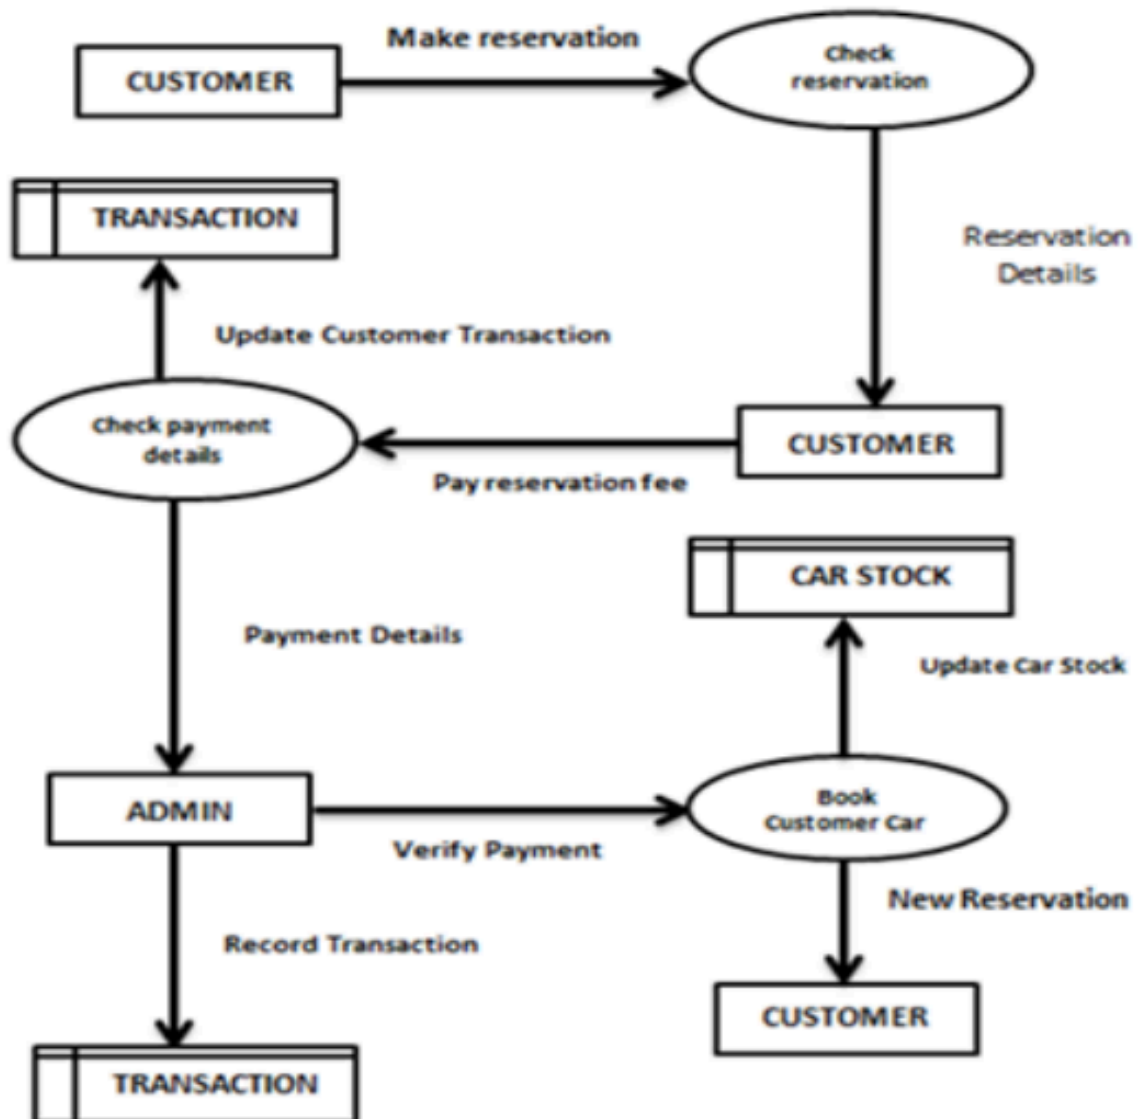 Make reservation
CUSTOMER
Check
reservation
TRANSACTION
Reservation
Details
Update Customer Transaction
Check payment
details
CUSTOMER
Pay reservation fee
CAR STOCK
Payment Details
Update Car Stock
ADMIN
Book
Customer Car
Verify Payment
New Reservation
Record Transaction
CUSTOMER
TRANSACTION